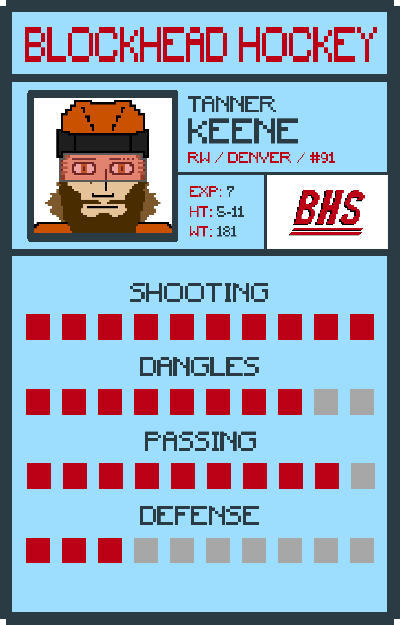 BLOCKHEAD HOCKEY
TANNER
KEENE
RW / DENVER / #91
EXP: 7
HT: 5-11
WT: 181
BHS
SHOOTING
DANGLES
PASSING
DEFENSE